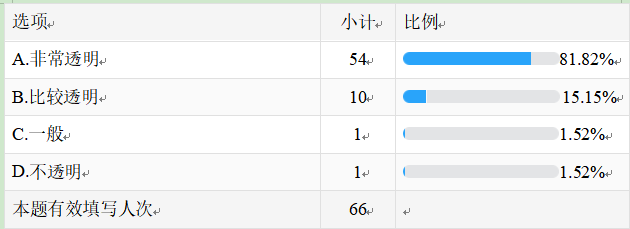 选项 小计 比例
A.非常透明 54 81.82%
B.比较透明 10 15.15%
C.一般 1 1.52%
D.不透明 1 1.52%
本题有效填写人次 66